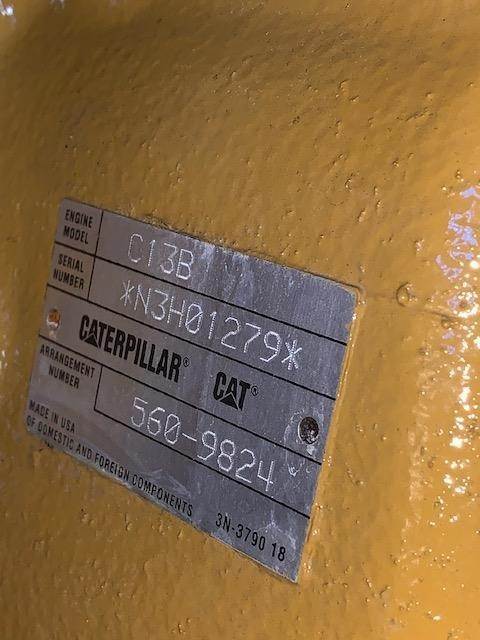 ENGINE MODEL C13B
SERIAL NUMBER *N3H01279*
CATERPILLAR® CAT®
ARRANGEMENT NUMBER 560-9824
MADE IN USA
OF DOMESTIC AND FOREIGN COMPONENTS 3N-3790 18